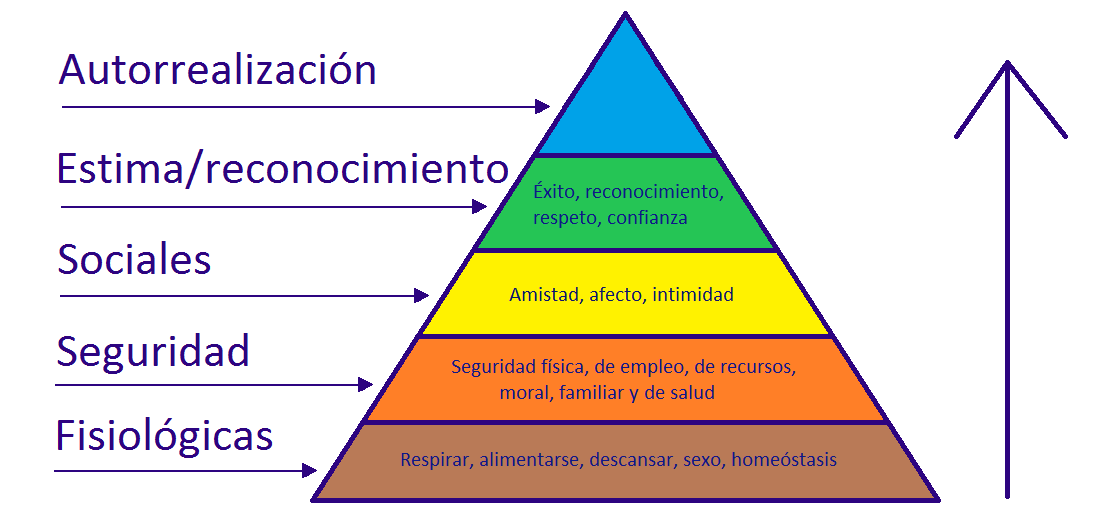 Autorrealización
Estima/reconocimiento
Éxito, reconocimiento,
respeto, confianza
Sociales
Amistad, afecto, intimidad
Seguridad
Seguridad física, de empleo, de recursos,
moral, familiar y de salud
Fisiológicas
Respirar, alimentarse, descansar, sexo, homeóstasis